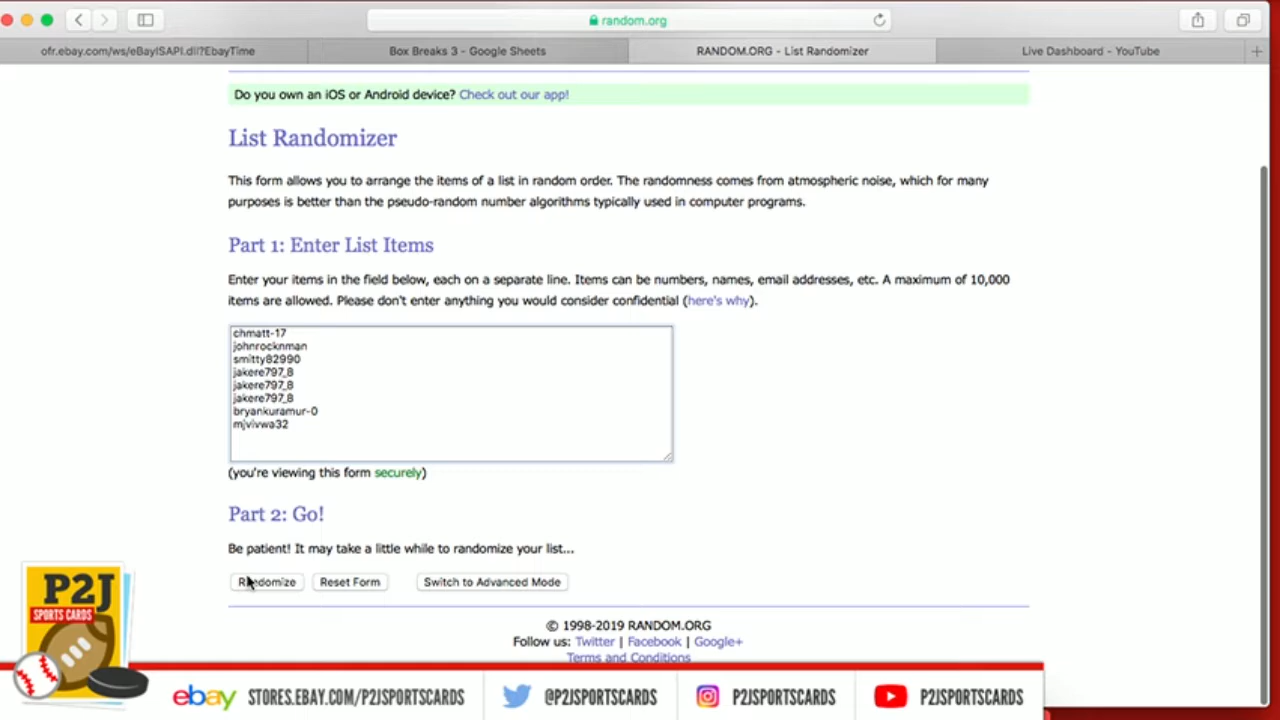 random.org
ofr.ebay.com/ws/eBayISAPI.dll?EbayTime
Box Breaks 3 - Google Sheets
RANDOM.ORG - List Randomizer
Live Dashboard - YouTube
Do you own an iOS or Android device? Check out our app!
List Randomizer
This form allows you to arrange the items of a list in random order. The randomness comes from atmospheric noise, which for many
purposes is better than the pseudo-random number algorithms typically used in computer programs.
Part 1: Enter List Items
Enter your items in the field below, each on a separate line. Items can be numbers, names, email addresses, etc. A maximum of 10,000
items are allowed. Please don't enter anything you would consider confidential (here's why).
chmatt-17
johnrocknman
smitty82990
jakere797_8
jakere797_8
jakere797_8
bryankuramur-0
mjvivwa32
(you're viewing this form securely)
Part 2: Go!
Be patient! It may take a little while to randomize your list...
Randomize
Reset Form
Switch to Advanced Mode
© 1998-2019 RANDOM.ORG
Follow us: Twitter | Facebook | Google+
Terms and Conditions
P2J
SPORTS CARDS
ebay
STORES.EBAY.COM/P2JSPORTSCARDS
@P2JSPORTSCARDS
P2JSPORTSCARDS
P2JSPORTSCARDS